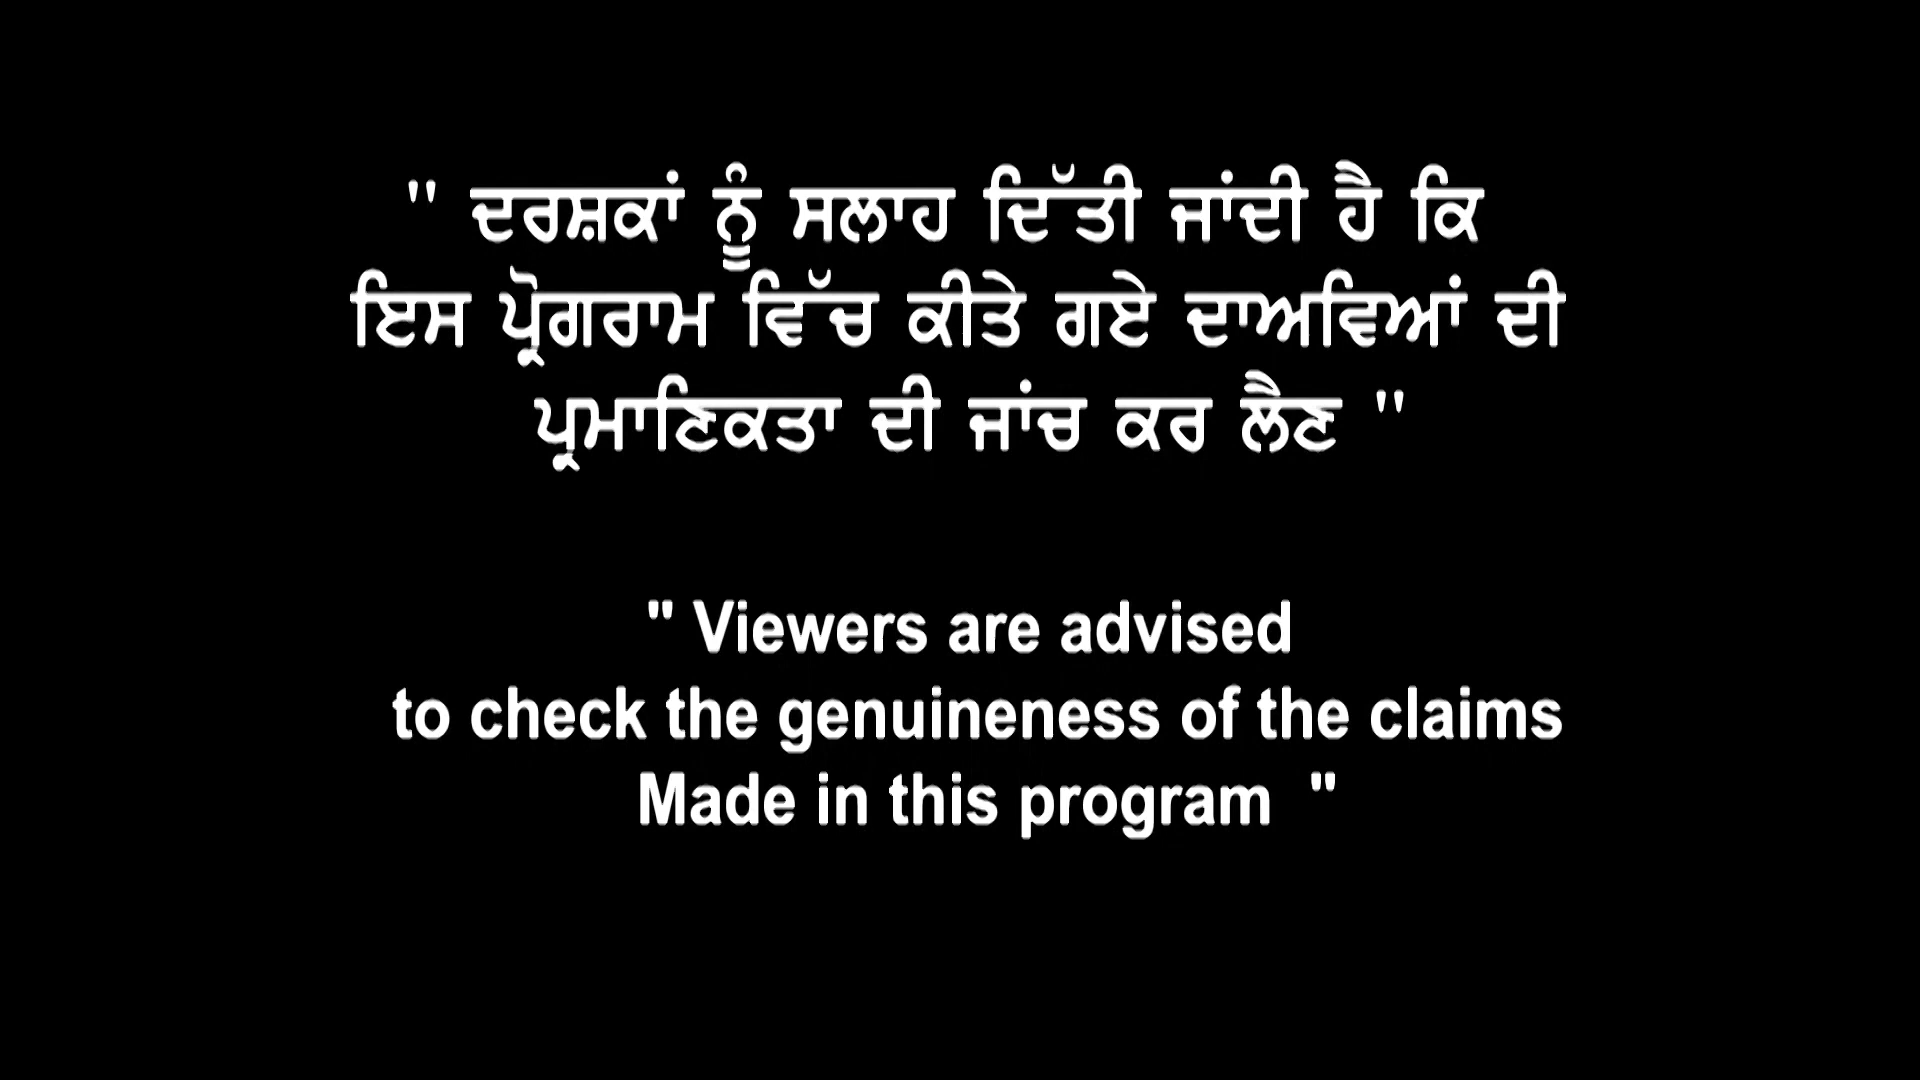 " ਦਰਸ਼ਕਾਂ ਨੂੰ ਸਲਾਹ ਦਿੱਤੀ ਜਾਂਦੀ ਹੈ ਕਿ
ਇਸ ਪ੍ਰੋਗਰਾਮ ਵਿੱਚ ਕੀਤੇ ਗਏ ਦਾਅਵਿਆਂ ਦੀ
ਪ੍ਰਮਾਣਿਕਤਾ ਦੀ ਜਾਂਚ ਕਰ ਲੈਣ "
" Viewers are advised
to check the genuineness of the claims
Made in this program "